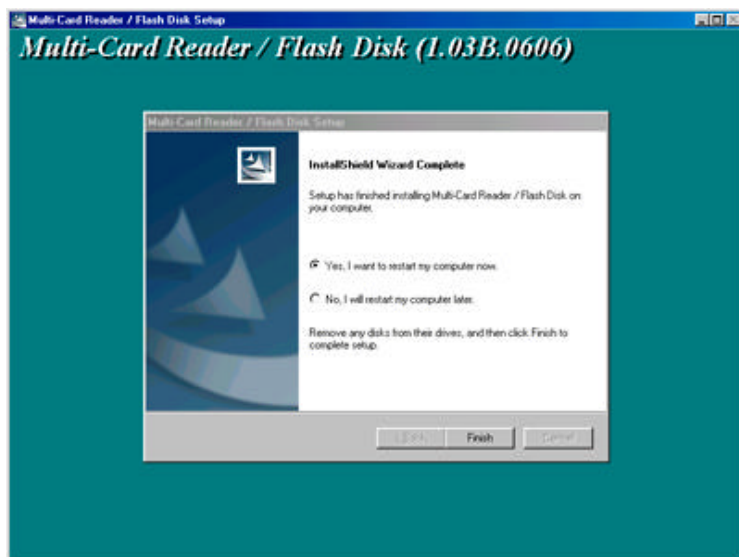 Multi-Card Reader / Flash Disk Setup
Multi-Card Reader / Flash Disk (1.03B.0606)
Multi-Card Reader / Flash Disk Setup
InstallShield Wizard Complete
Setup has finished installing Multi-Card Reader / Flash Disk on
your computer.
Yes, I want to restart my computer now.
No, I will restart my computer later.
Remove any disks from their drives, and then click Finish to
complete setup.
< Back
Finish
Cancel